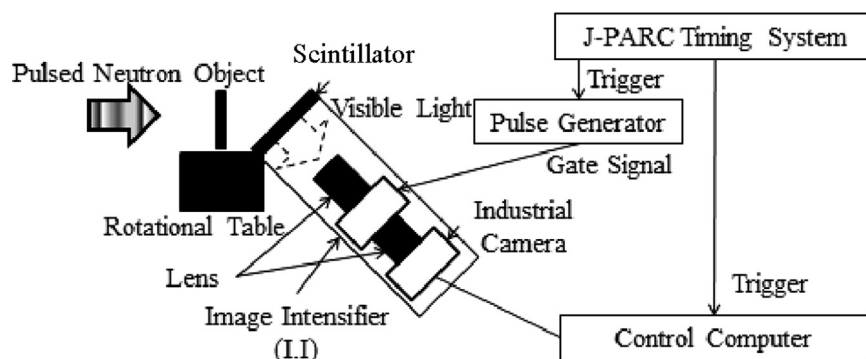 J-PARC Timing System
Scintillator
Pulsed Neutron Object
Trigger
Visible Light
Pulse Generator
Gate Signal
Rotational Table
Industrial
Camera
Lens
Image Intensifier
(I.I)
Trigger
Control Computer